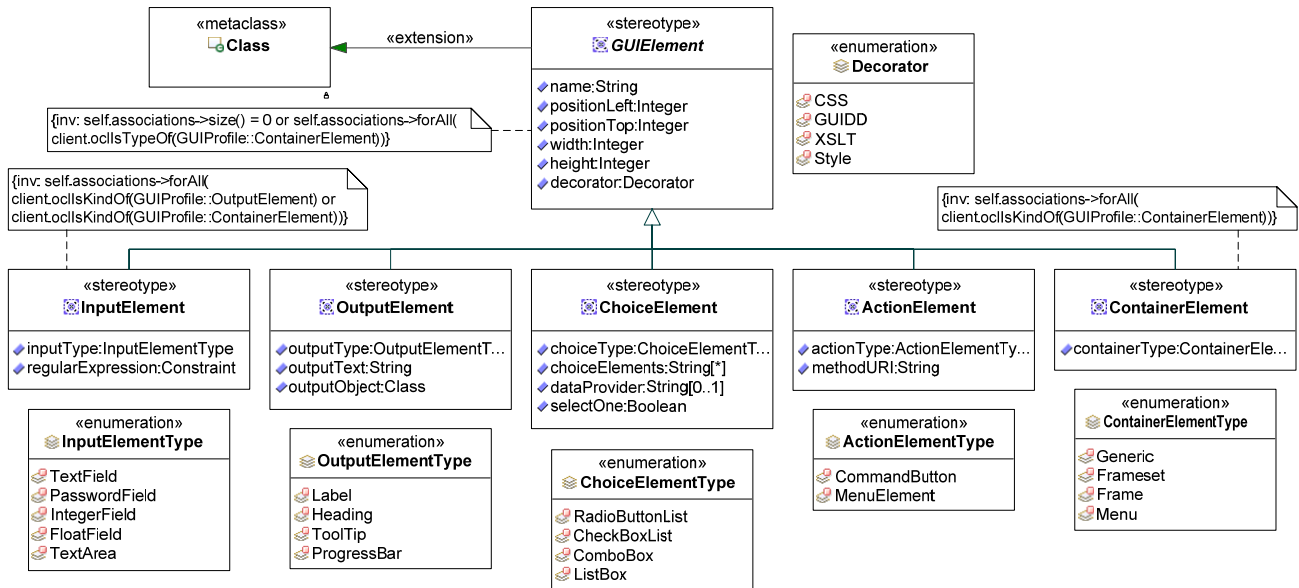 «metaclass»
Class
«extension»
«stereotype»
GUIElement
name:String
positionLeft:Integer
positionTop:Integer
width:Integer
height:Integer
decorator:Decorator
«enumeration»
Decorator
CSS
GUIDD
XSLT
Style
{inv: self.associations->size() = 0 or self.associations->forAll(
client.oclIsTypeOf(GUIProfile::ContainerElement))}
{inv: self.associations->forAll(
client.oclIsKindOf(GUIProfile::OutputElement) or
client.oclIsKindOf(GUIProfile::ContainerElement))}
{inv: self.associations->forAll(
client.oclIsKindOf(GUIProfile::ContainerElement))}
«stereotype»
InputElement
inputType:InputElementType
regularExpression:Constraint
«stereotype»
OutputElement
outputType:OutputElementT...
outputText:String
outputObject:Class
«stereotype»
ChoiceElement
choiceType:ChoiceElementT...
choiceElements:String[*]
dataProvider:String[0..1]
selectOne:Boolean
«stereotype»
ActionElement
actionType:ActionElementTy...
methodURI:String
«stereotype»
ContainerElement
containerType:ContainerEle...
«enumeration»
InputElementType
TextField
PasswordField
IntegerField
FloatField
TextArea
«enumeration»
OutputElementType
Label
Heading
ToolTip
ProgressBar
«enumeration»
ChoiceElementType
RadioButtonList
CheckBoxList
ComboBox
ListBox
«enumeration»
ActionElementType
CommandButton
MenuElement
«enumeration»
ContainerElementType
Generic
Frameset
Frame
Menu